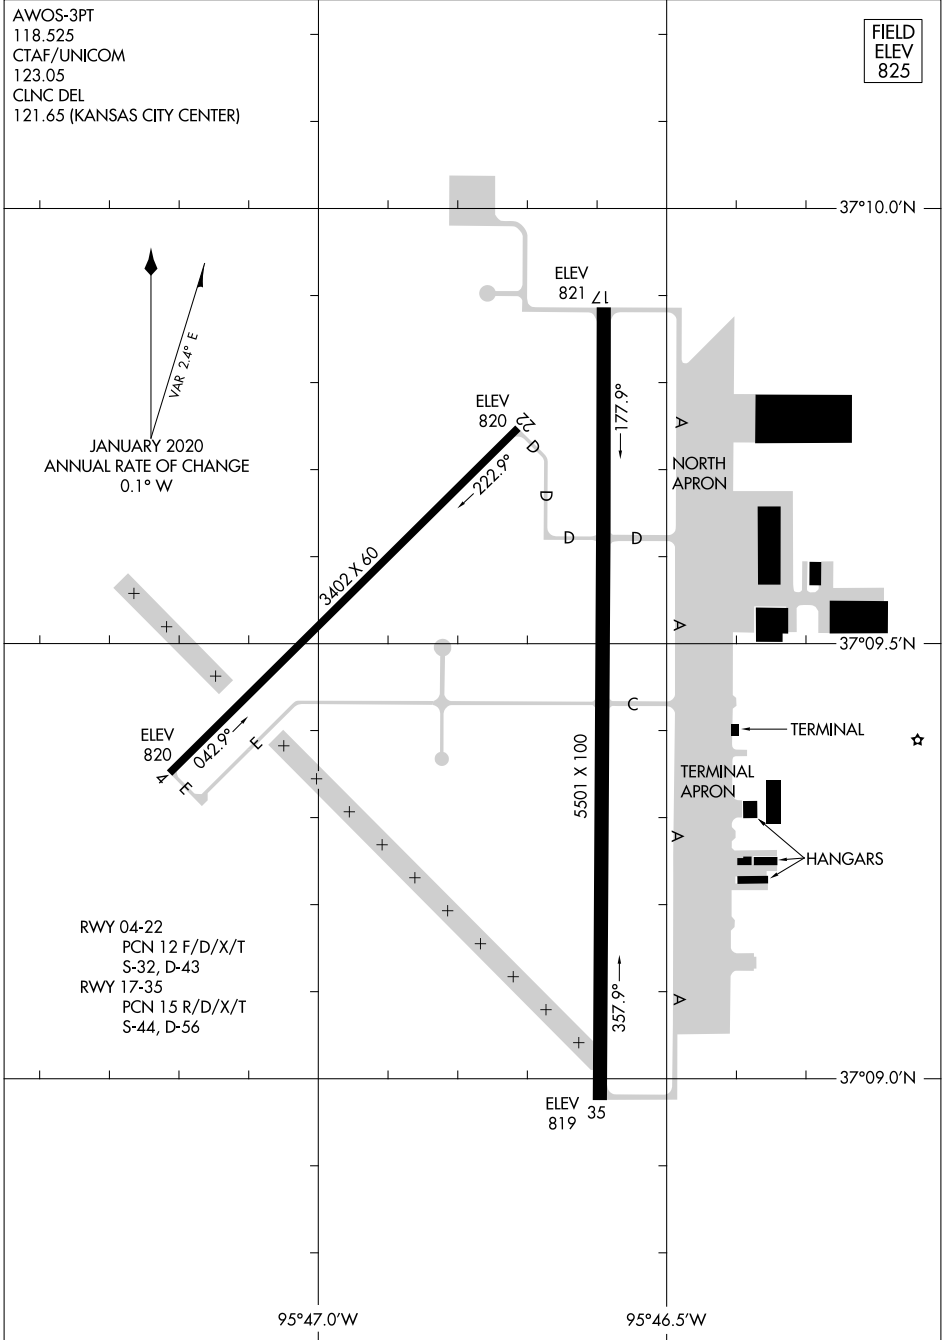 AWOS-3PT
118.525
CTAF/UNICOM
123.05
CLNC DEL
121.65 (KANSAS CITY CENTER)
FIELD
ELEV
825
37°10.0'N
VAR 2.4° E
JANUARY 2020
ANNUAL RATE OF CHANGE
0.1° W
ELEV
821
17
177.9°
ELEV
820
22
222.9°
D
D
D
D
A
NORTH
APRON
3402 X 60
A
37°09.5'N
C
TERMINAL
ELEV
820
4
042.9°
E
E
5501 X 100
TERMINAL
APRON
A
HANGARS
RWY 04-22
PCN 12 F/D/X/T
S-32, D-43
RWY 17-35
PCN 15 R/D/X/T
S-44, D-56
357.9°
A
37°09.0'N
ELEV
819
35
95°47.0'W
95°46.5'W